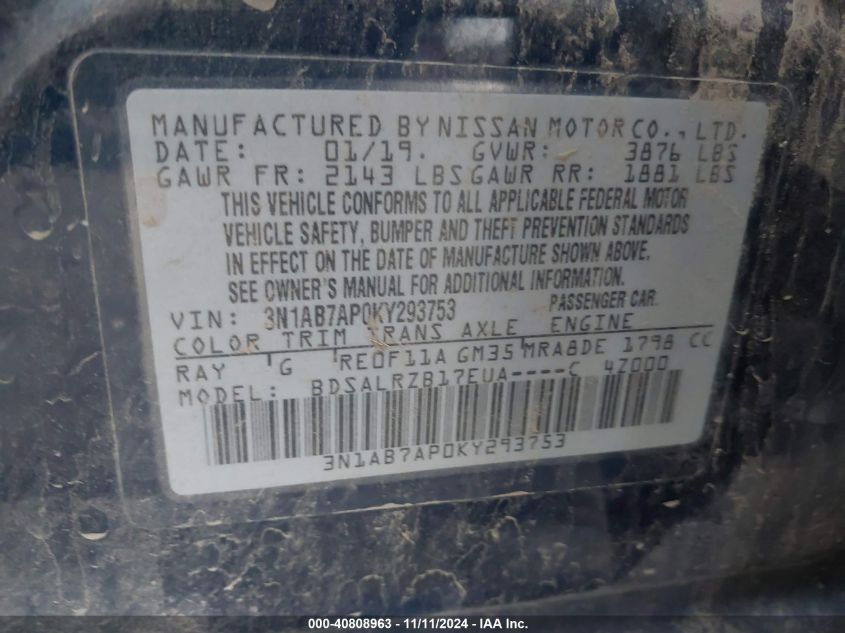 MANUFACTURED BY NISSAN MOTOR CO., LTD.
DATE: 01/19. GVWR: 3876 LBS
GAWR FR: 2143 LBS GAWR RR: 1881 LBS
THIS VEHICLE CONFORMS TO ALL APPLICABLE FEDERAL MOTOR
VEHICLE SAFETY, BUMPER AND THEFT PREVENTION STANDARDS
IN EFFECT ON THE DATE OF MANUFACTURE SHOWN ABOVE.
SEE OWNER'S MANUAL FOR ADDITIONAL INFORMATION.
VIN: 3N1AB7AP0KY293753 PASSENGER CAR
COLOR TRIM TRANS AXLE ENGINE
RAY G RE0F11A GM35 MRA8DE 1798 CC
MODEL: BDSALRZB17EUA----C 4Z000
3N1AB7AP0KY293753
000-40808963 - 11/11/2024 - IAA Inc.